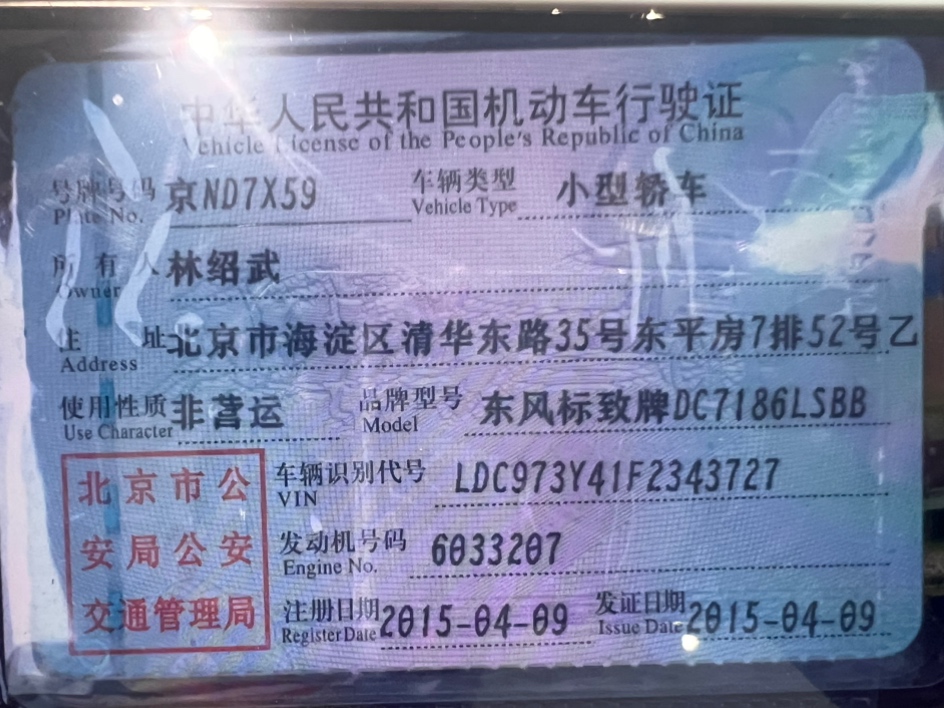 中华人民共和国机动车行驶证
Vehicle License of the People's Republic of China
号牌号码 京ND7X59 车辆类型 小型轿车
Plate No. Vehicle Type
所有人 林绍武
Owner
住址 北京市海淀区清华东路35号东平房7排52号乙
Address
使用性质 非营运 品牌型号 东风标致牌DC7186LSBB
Use Character Model
北京市公安局公安交通管理局
车辆识别代号 LDC973Y41F2343727
VIN
发动机号码 6033207
Engine No.
注册日期 2015-04-09 发证日期 2015-04-09
Register Date Issue Date